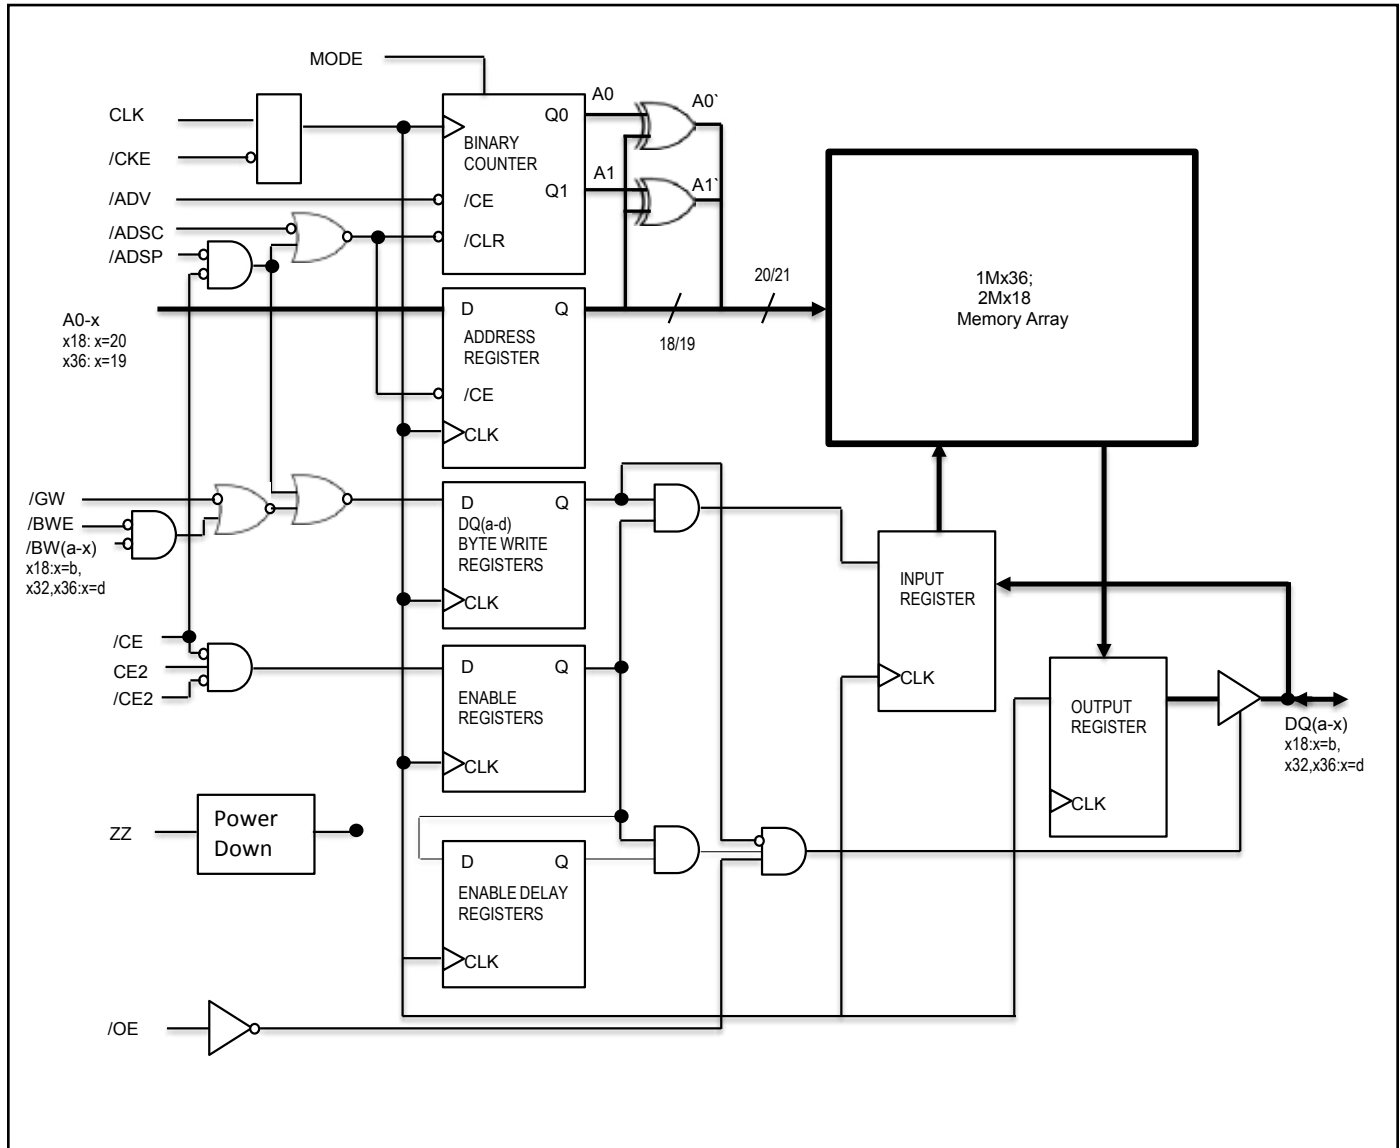 MODE
CLK
/CKE
/ADV
/ADSC
/ADSP
A0-x
x18: x=20
x36: x=19
/GW
/BWE
/BW(a-x)
x18:x=b,
x32,x36:x=d
/CE
CE2
/CE2
ZZ
Power
Down
/OE
Q0
BINARY
COUNTER
Q1
/CE
/CLR
D Q
ADDRESS
REGISTER
/CE
CLK
D Q
DQ(a-d)
BYTE WRITE
REGISTERS
CLK
D Q
ENABLE
REGISTERS
CLK
D Q
ENABLE DELAY
REGISTERS
CLK
A0
A0`
A1
A1`
18/19
20/21
1Mx36;
2Mx18
Memory Array
INPUT
REGISTER
CLK
OUTPUT
REGISTER
CLK
DQ(a-x)
x18:x=b,
x32,x36:x=d